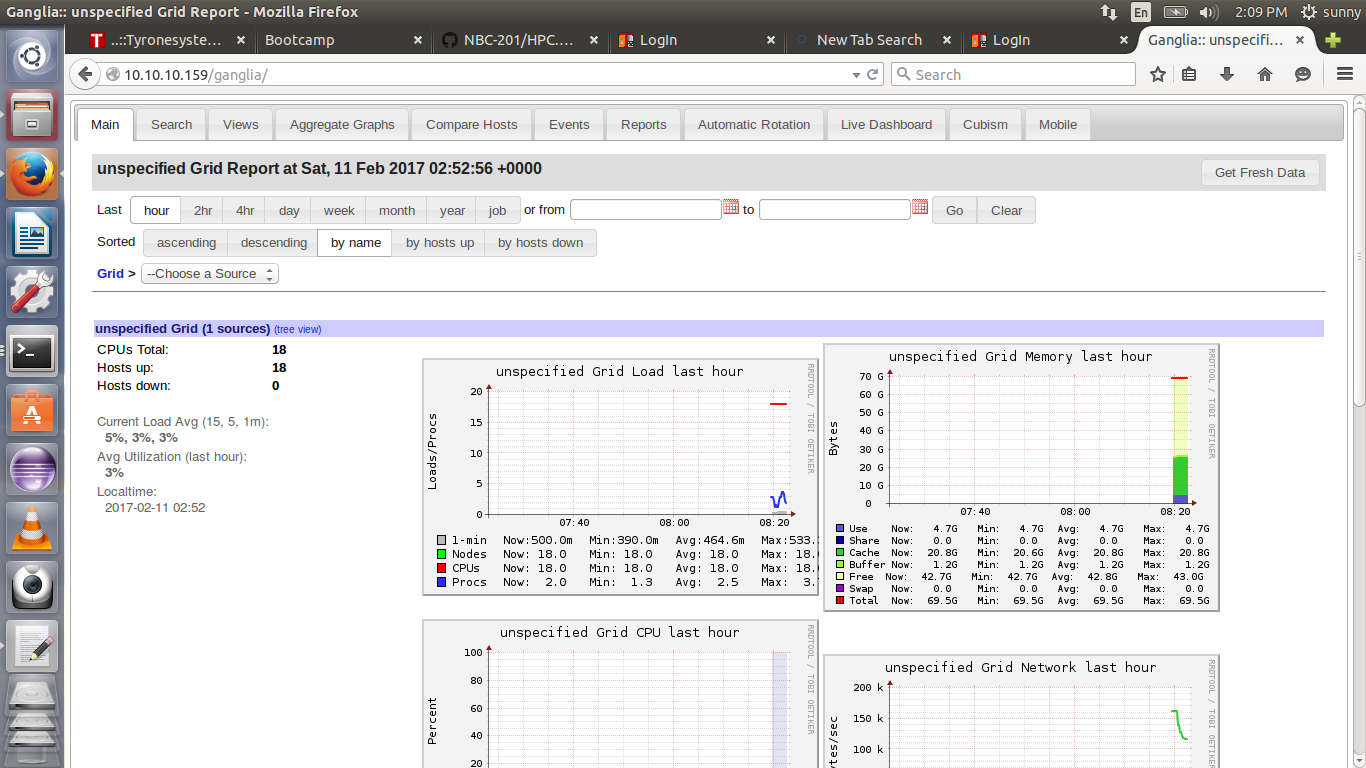 Ganglia:: unspecified Grid Report - Mozilla Firefox
En
2:09 PM
sunny
..::Tyronesyste...
Bootcamp
NBC-201/HPC....
LogIn
New Tab Search
LogIn
Ganglia:: unspecifi...
10.10.10.159/ganglia/
Search
Main
Search
Views
Aggregate Graphs
Compare Hosts
Events
Reports
Automatic Rotation
Live Dashboard
Cubism
Mobile
unspecified Grid Report at Sat, 11 Feb 2017 02:52:56 +0000
Get Fresh Data
Last
hour
2hr
4hr
day
week
month
year
job
or from
to
Go
Clear
Sorted
ascending
descending
by name
by hosts up
by hosts down
Grid > --Choose a Source
unspecified Grid (1 sources) (tree view)
CPUs Total: 18
Hosts up: 18
Hosts down: 0
Current Load Avg (15, 5, 1m):
5%, 3%, 3%
Avg Utilization (last hour):
3%
Localtime:
2017-02-11 02:52
unspecified Grid Load last hour
RRDTOOL / TOBI OETIKER
Loads/Procs
20
15
10
5
0
07:40 08:00 08:20
1-min Now:500.0m Min:390.0m Avg:464.6m Max:533.
Nodes Now: 18.0 Min: 18.0 Avg: 18.0 Max: 18.
CPUs Now: 18.0 Min: 18.0 Avg: 18.0 Max: 18.
Procs Now: 2.0 Min: 1.3 Avg: 2.5 Max: 3.
unspecified Grid Memory last hour
RRDTOOL / TOBI OETIKER
Bytes
70 G
60 G
50 G
40 G
30 G
20 G
10 G
0
07:40 08:00 08:20
Use Now: 4.7G Min: 4.7G Avg: 4.7G Max: 4.7G
Share Now: 0.0 Min: 0.0 Avg: 0.0 Max: 0.0
Cache Now: 20.8G Min: 20.6G Avg: 20.8G Max: 20.8G
Buffer Now: 1.2G Min: 1.2G Avg: 1.2G Max: 1.2G
Free Now: 42.7G Min: 42.7G Avg: 42.8G Max: 43.0G
Swap Now: 0.0 Min: 0.0 Avg: 0.0 Max: 0.0
Total Now: 69.5G Min: 69.5G Avg: 69.5G Max: 69.5G
unspecified Grid CPU last hour
RRDTOOL / TOBI OETIKER
Percent
100
80
60
40
20
unspecified Grid Network last hour
RRDTOOL / TOBI OETIKER
tes/sec
200 k
150 k
100 k